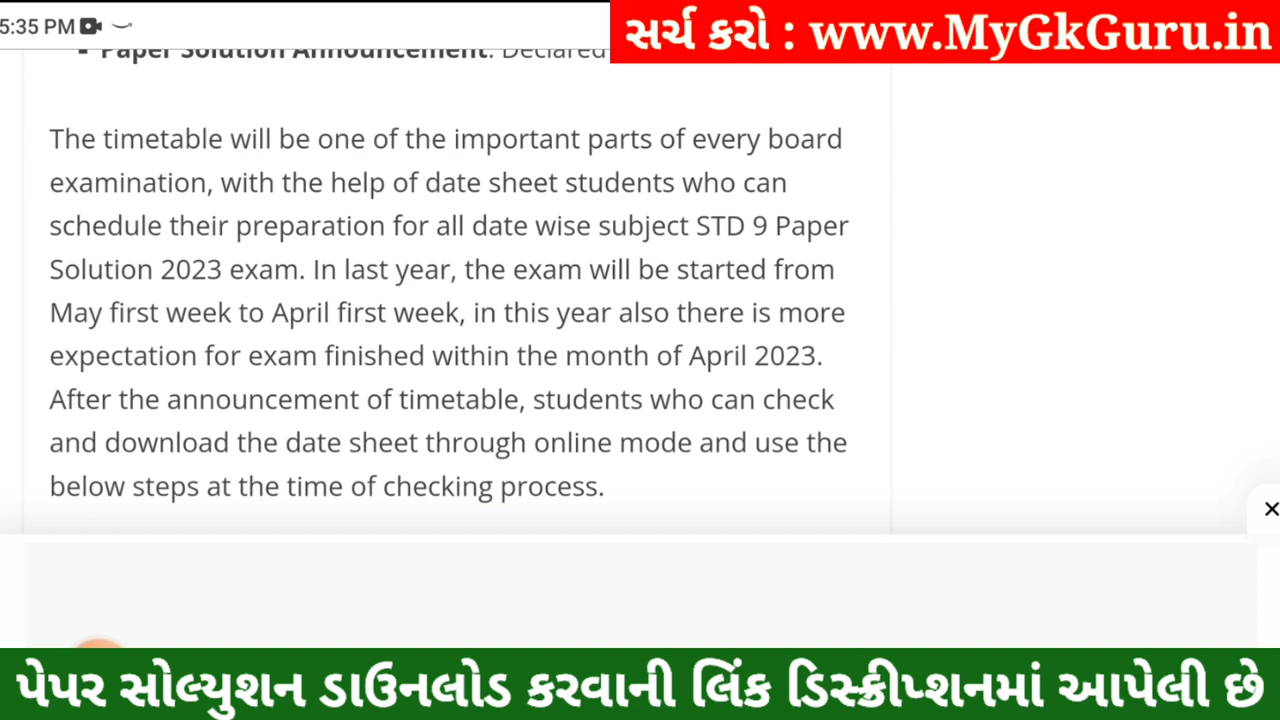 5:35 PM
સર્ચ કરો : www.MyGkGuru.in
Paper Solution Announcement: Declared
The timetable will be one of the important parts of every board
examination, with the help of date sheet students who can
schedule their preparation for all date wise subject STD 9 Paper
Solution 2023 exam. In last year, the exam will be started from
May first week to April first week, in this year also there is more
expectation for exam finished within the month of April 2023.
After the announcement of timetable, students who can check
and download the date sheet through online mode and use the
below steps at the time of checking process.
પેપર સોલ્યુશન ડાઉનલોડ કરવાની લિંક ડિસ્ક્રીપ્શનમાં આપેલી છે